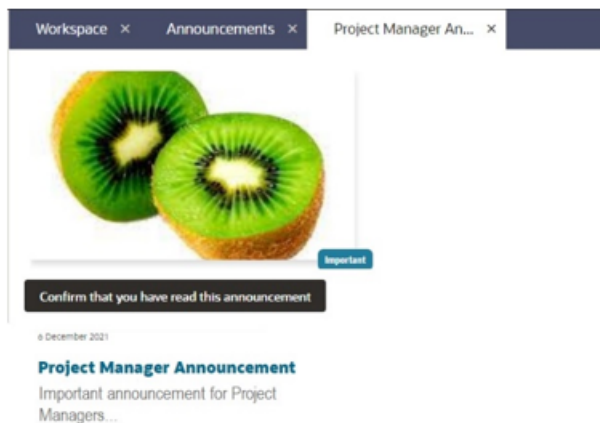 Workspace × Announcements × Project Manager An... ×
Important
Confirm that you have read this announcement
6 December 2021
Project Manager Announcement
Important announcement for Project
Managers...